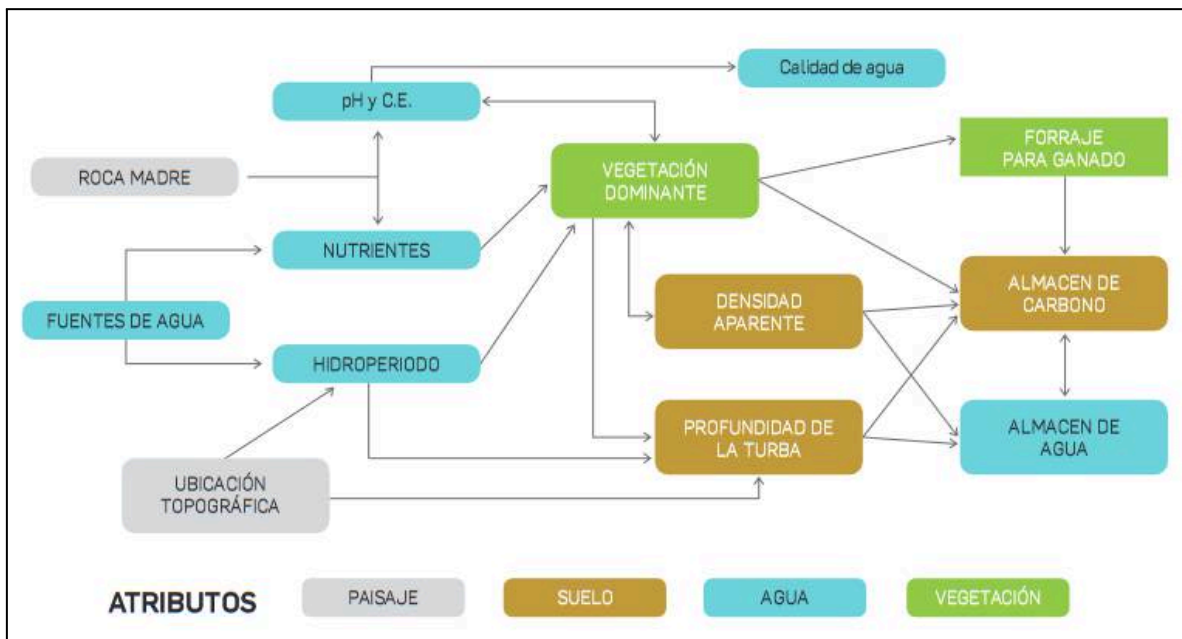 Calidad de agua
pH y C.E.
FORRAJE
PARA GANADO
VEGETACIÓN
DOMINANTE
ROCA MADRE
NUTRIENTES
DENSIDAD
APARENTE
ALMACEN DE
CARBONO
FUENTES DE AGUA
HIDROPERIODO
PROFUNDIDAD DE
LA TURBA
ALMACEN DE
AGUA
UBICACIÓN
TOPOGRÁFICA
ATRIBUTOS
PAISAJE
SUELO
AGUA
VEGETACIÓN